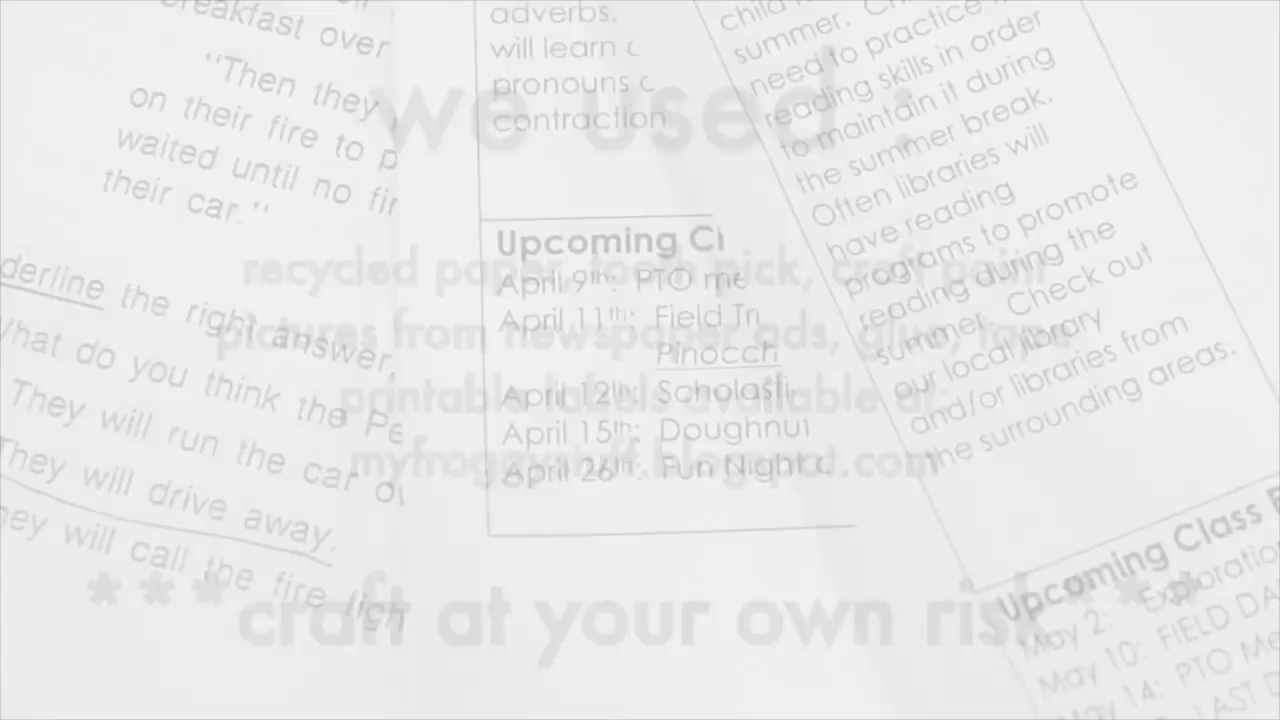 breakfast over
"Then they
on their fire to p
waited until no fir
their car."
derline the right answer.
What do you think the Pe
They will run the car ov
They will drive away.
hey will call the fire figh
adverbs.
will learn c
pronouns c
contraction
Upcoming Cl
April 9th: PTO me
April 11th: Field Tri
Pinocch
April 12th: Scholasti
April 15th: Doughnut
April 26th: Fun Night c
summer. Ch
need to practice
reading skills in order
to maintain it during
the summer break.
Often libraries will
have reading
programs to promote
reading during the
summer. Check out
our local library
and/or libraries from
the surrounding areas.
Upcoming Class E
May 2: Exploratio
May 10: FIELD DA
May 14: PTO Me
LAST D
we used :
recycled paper, tooth pick, craft paint
pictures from newspaper ads, glue, tape
printable labels available at:
myfroggystuff.blogspot.com
***craft at your own risk***